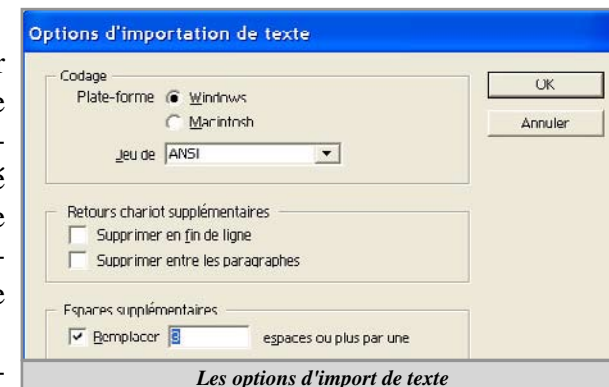 Options d'importation de texte
Codage
Plate-forme Windows
Macintosh
Jeu de ANSI
OK
Annuler
Retours chariot supplémentaires
Supprimer en fin de ligne
Supprimer entre les paragraphes
Espaces supplémentaires
Remplacer 3 espaces ou plus par une
Les options d'import de texte